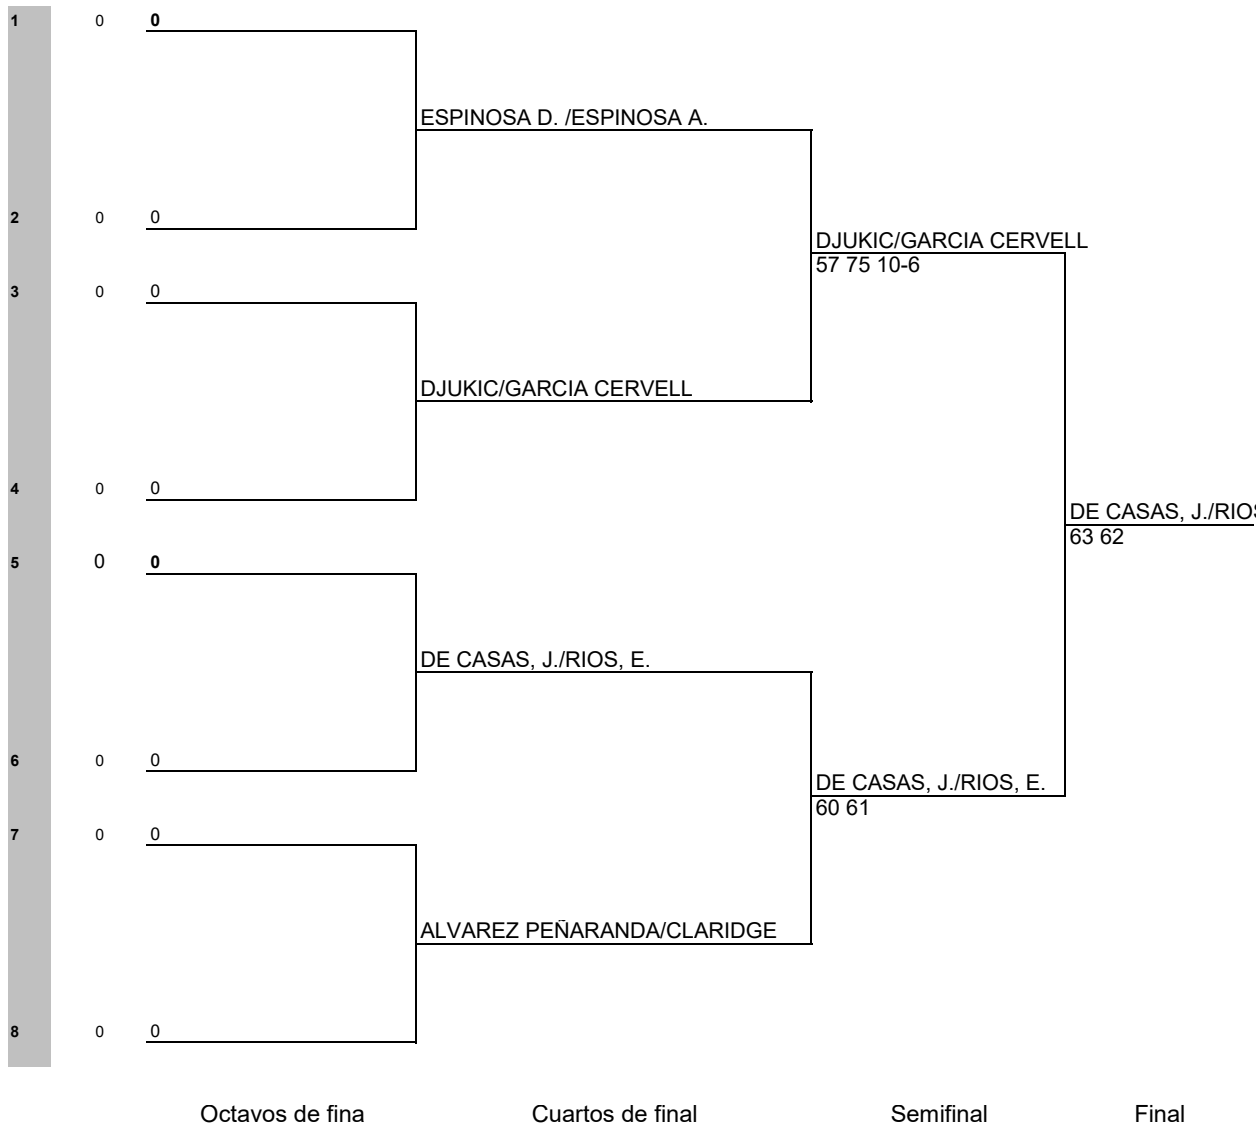 1 0 0
ESPINOSA D. /ESPINOSA A.
2 0 0
DJUKIC/GARCIA CERVELL
57 75 10-6
3 0 0
DJUKIC/GARCIA CERVELL
4 0 0
DE CASAS, J./RIOS
63 62
5 0 0
DE CASAS, J./RIOS, E.
6 0 0
DE CASAS, J./RIOS, E.
60 61
7 0 0
ALVAREZ PEÑARANDA/CLARIDGE
8 0 0
Octavos de fina Cuartos de final Semifinal Final